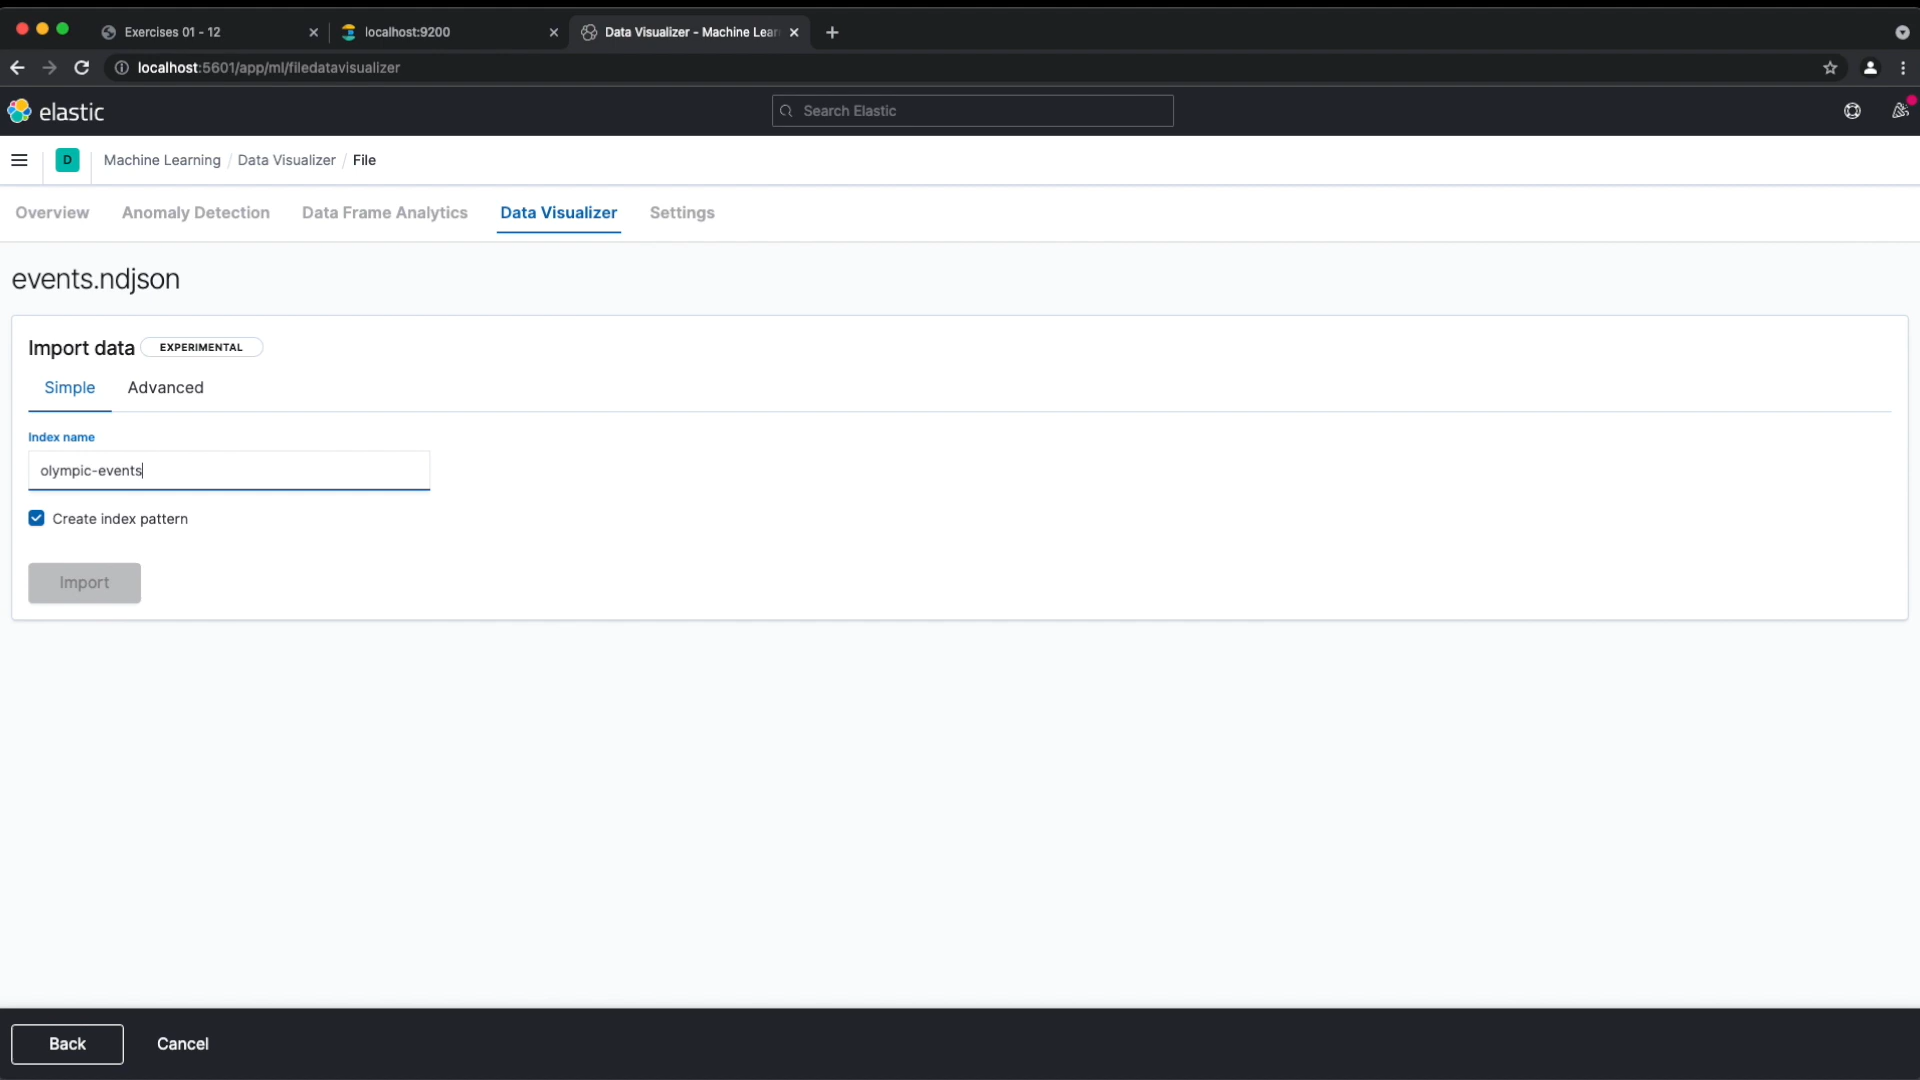 Exercises 01 - 12
localhost:9200
Data Visualizer - Machine Lear
localhost:5601/app/ml/filedatavisualizer
elastic
Search Elastic
D
Machine Learning / Data Visualizer / File
Overview
Anomaly Detection
Data Frame Analytics
Data Visualizer
Settings
events.ndjson
Import data EXPERIMENTAL
Simple
Advanced
Index name
olympic-events
Create index pattern
Import
Back
Cancel